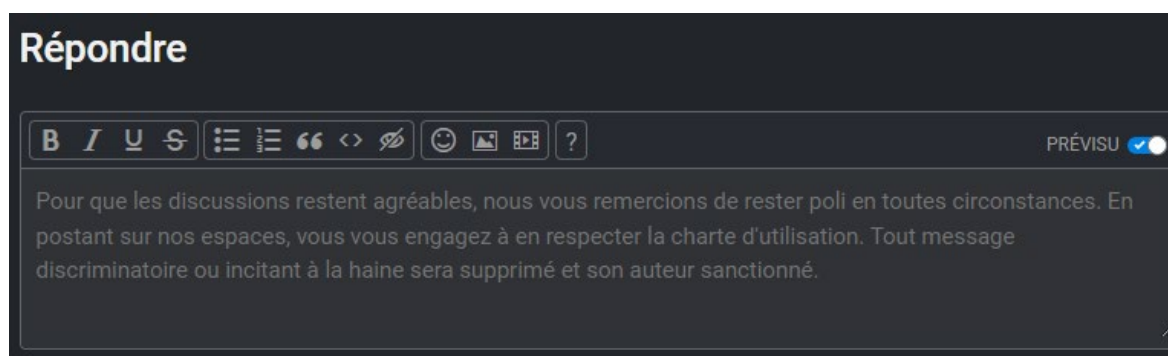 Répondre
B I U S ?
PRÉVISU
Pour que les discussions restent agréables, nous vous remercions de rester poli en toutes circonstances. En
postant sur nos espaces, vous vous engagez à en respecter la charte d'utilisation. Tout message
discriminatoire ou incitant à la haine sera supprimé et son auteur sanctionné.